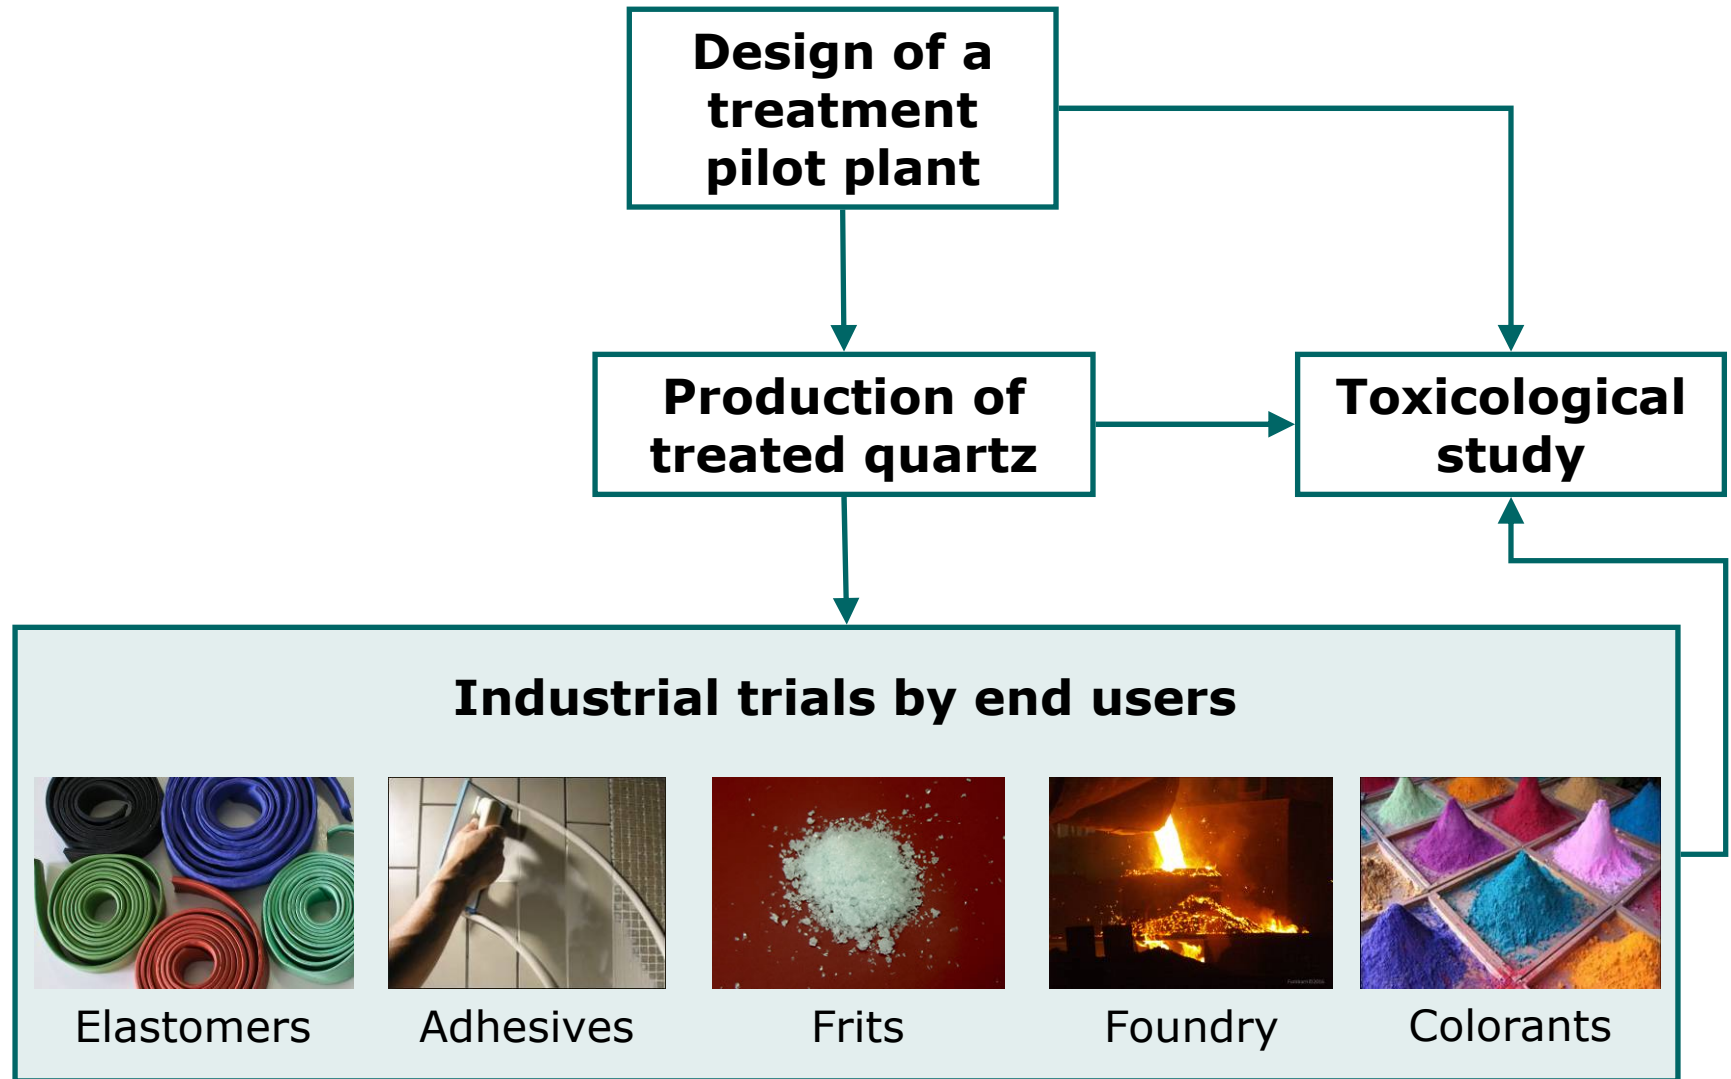 Design of a
treatment
pilot plant
Production of
treated quartz
Toxicological
study
Industrial trials by end users
Elastomers
Adhesives
Frits
Foundry
Colorants